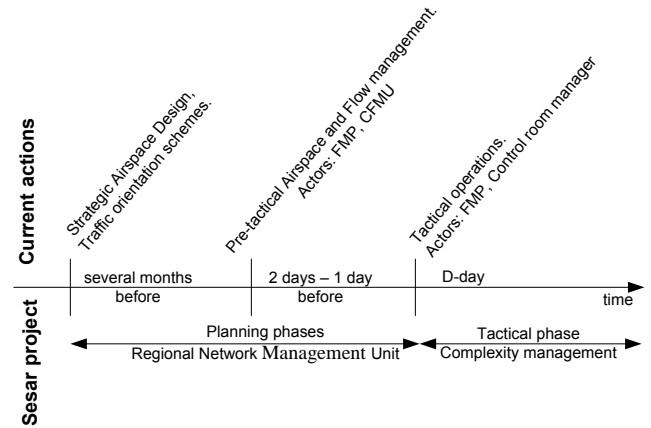 Current actions
Strategic Airspace Design,
Traffic orientation schemes.
Pre-tactical Airspace and Flow management.
Actors: FMP, CFMU
Tactical operations.
Actors: FMP, Control room manager
several months
before
2 days – 1 day
before
D-day
time
Sesar project
Planning phases
Regional Network Management Unit
Tactical phase
Complexity management